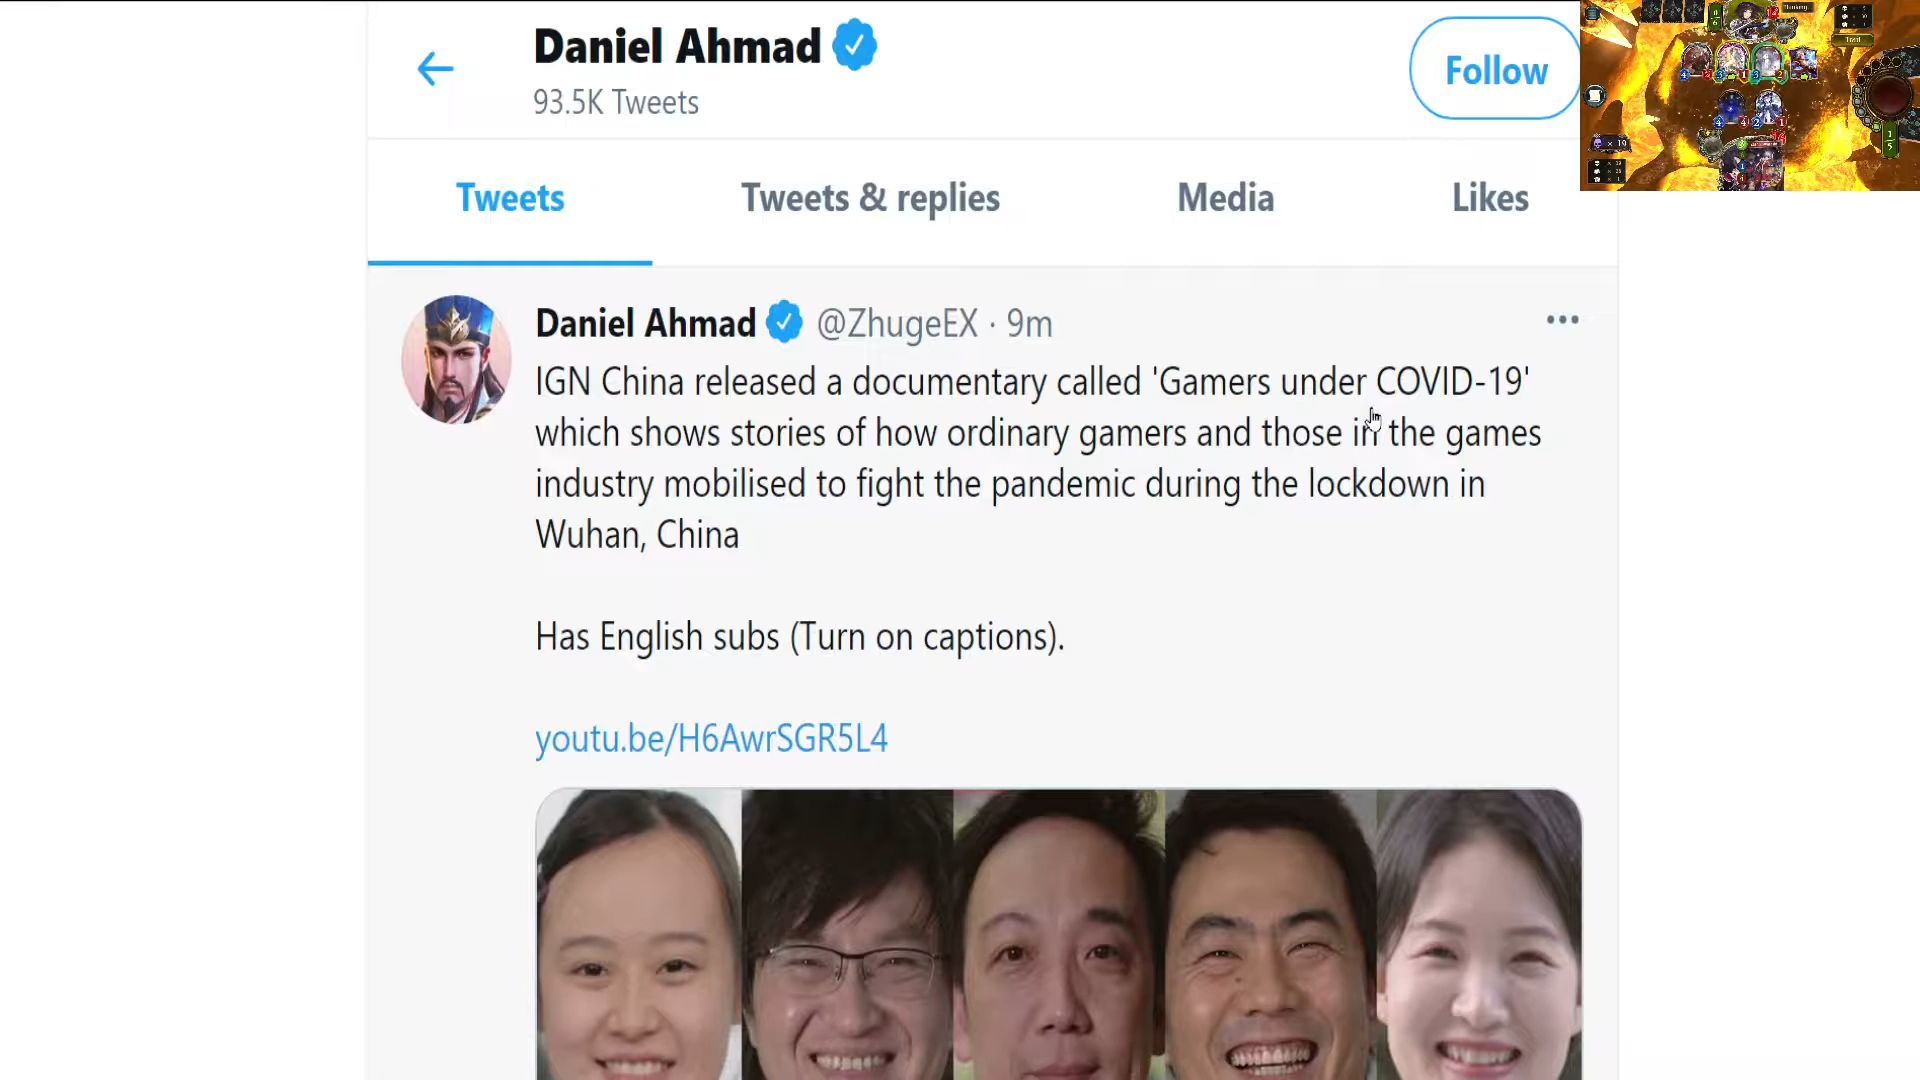 Daniel Ahmad
93.5K Tweets
Follow
Tweets
Tweets & replies
Media
Likes
Daniel Ahmad @ZhugeEX · 9m
IGN China released a documentary called 'Gamers under COVID-19'
which shows stories of how ordinary gamers and those in the games
industry mobilised to fight the pandemic during the lockdown in
Wuhan, China
Has English subs (Turn on captions).
youtu.be/H6AwrSGR5L4